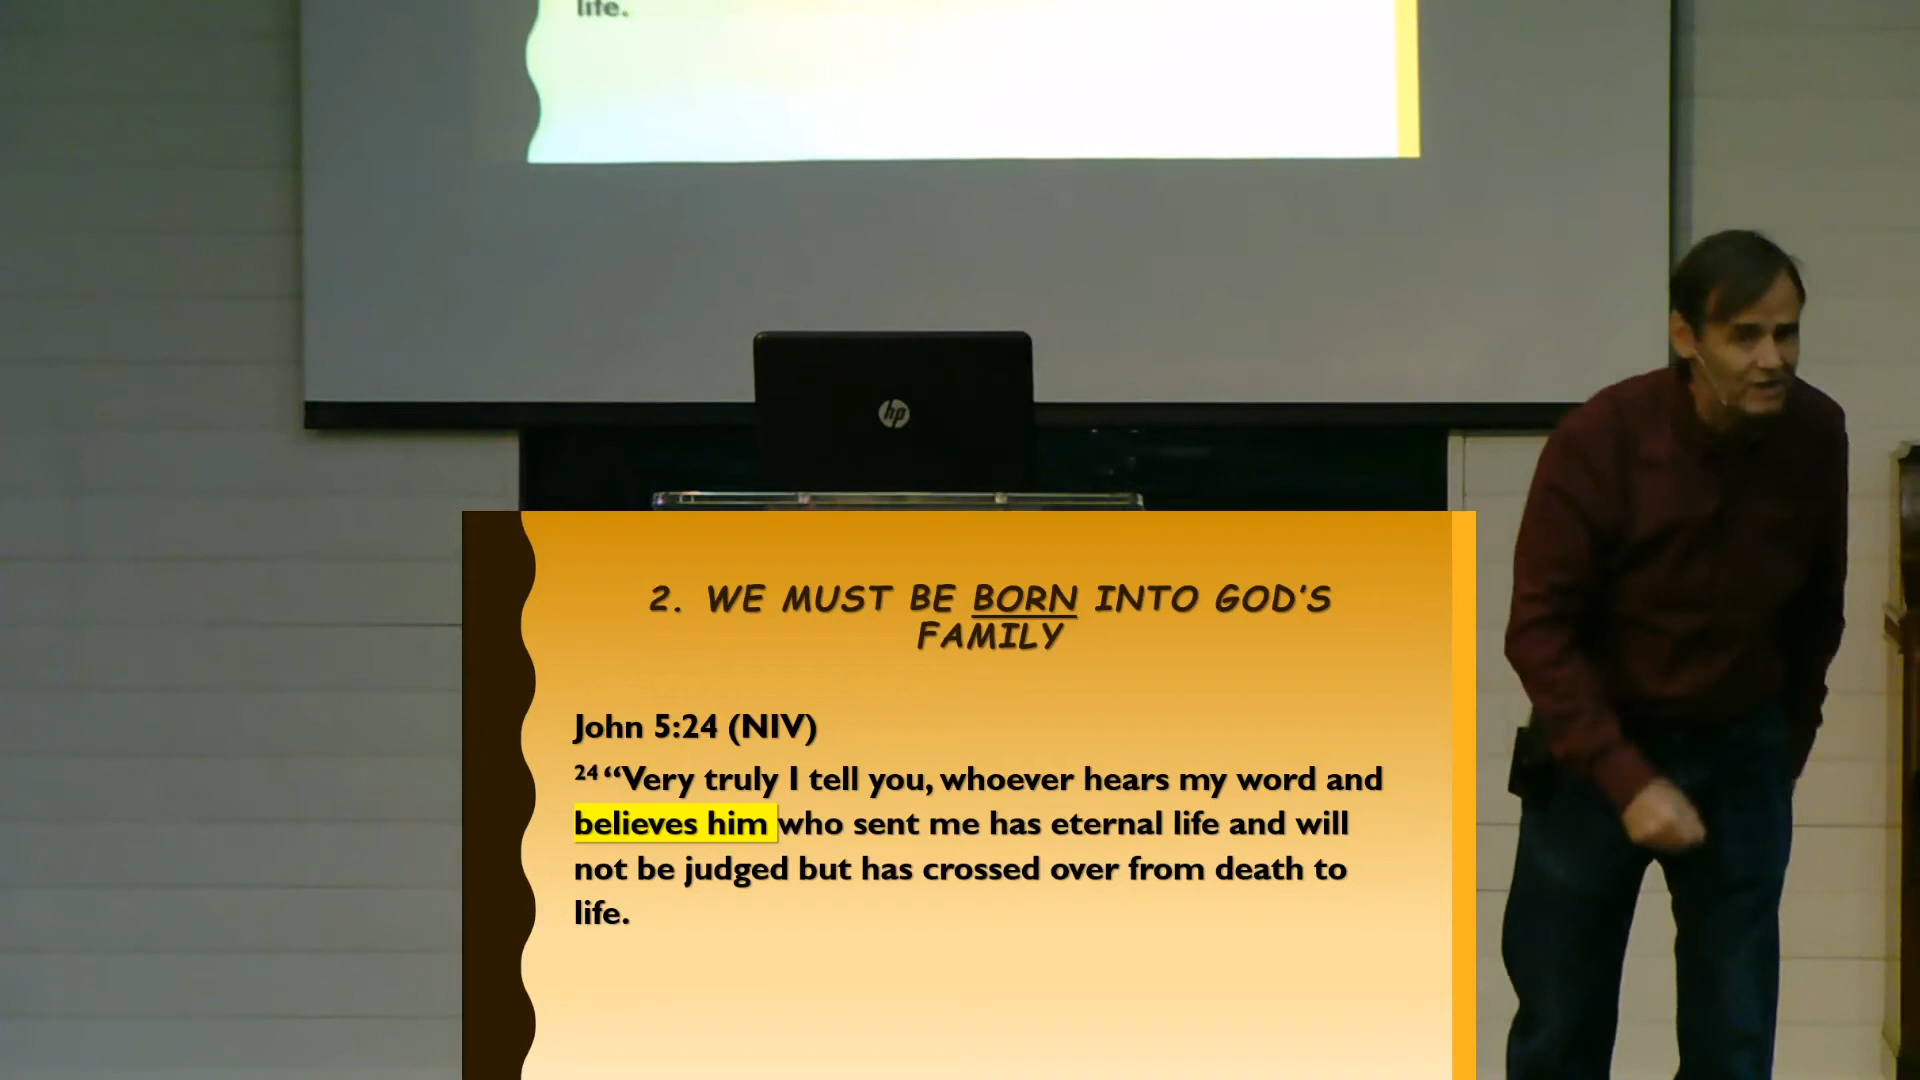 life.
hp
2. WE MUST BE BORN INTO GOD'S
FAMILY
John 5:24 (NIV)
24 “Very truly I tell you, whoever hears my word and
believes him who sent me has eternal life and will
not be judged but has crossed over from death to
life.